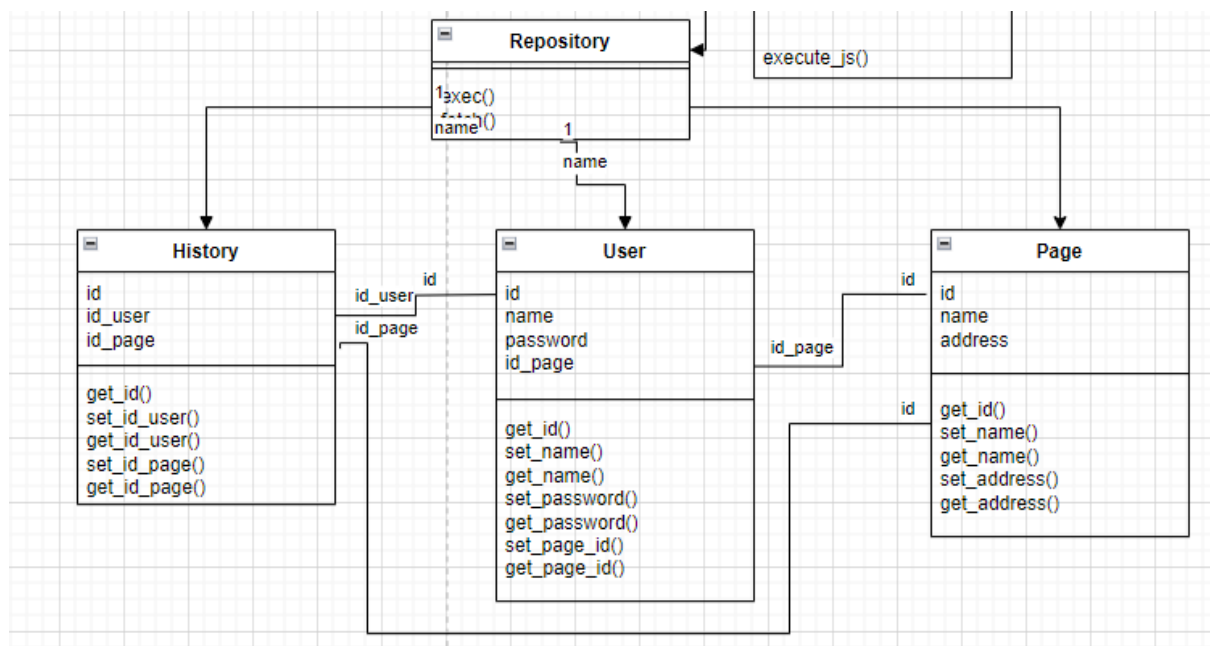 Repository
execute_js()
1
exec()
fetch()
name
1
name
History
id
id_user
id_page
get_id()
set_id_user()
get_id_user()
set_id_page()
get_id_page()
id_user
id
id_page
User
id
name
password
id_page
get_id()
set_name()
get_name()
set_password()
get_password()
set_page_id()
get_page_id()
id_page
id
id
Page
id
name
address
get_id()
set_name()
get_name()
set_address()
get_address()